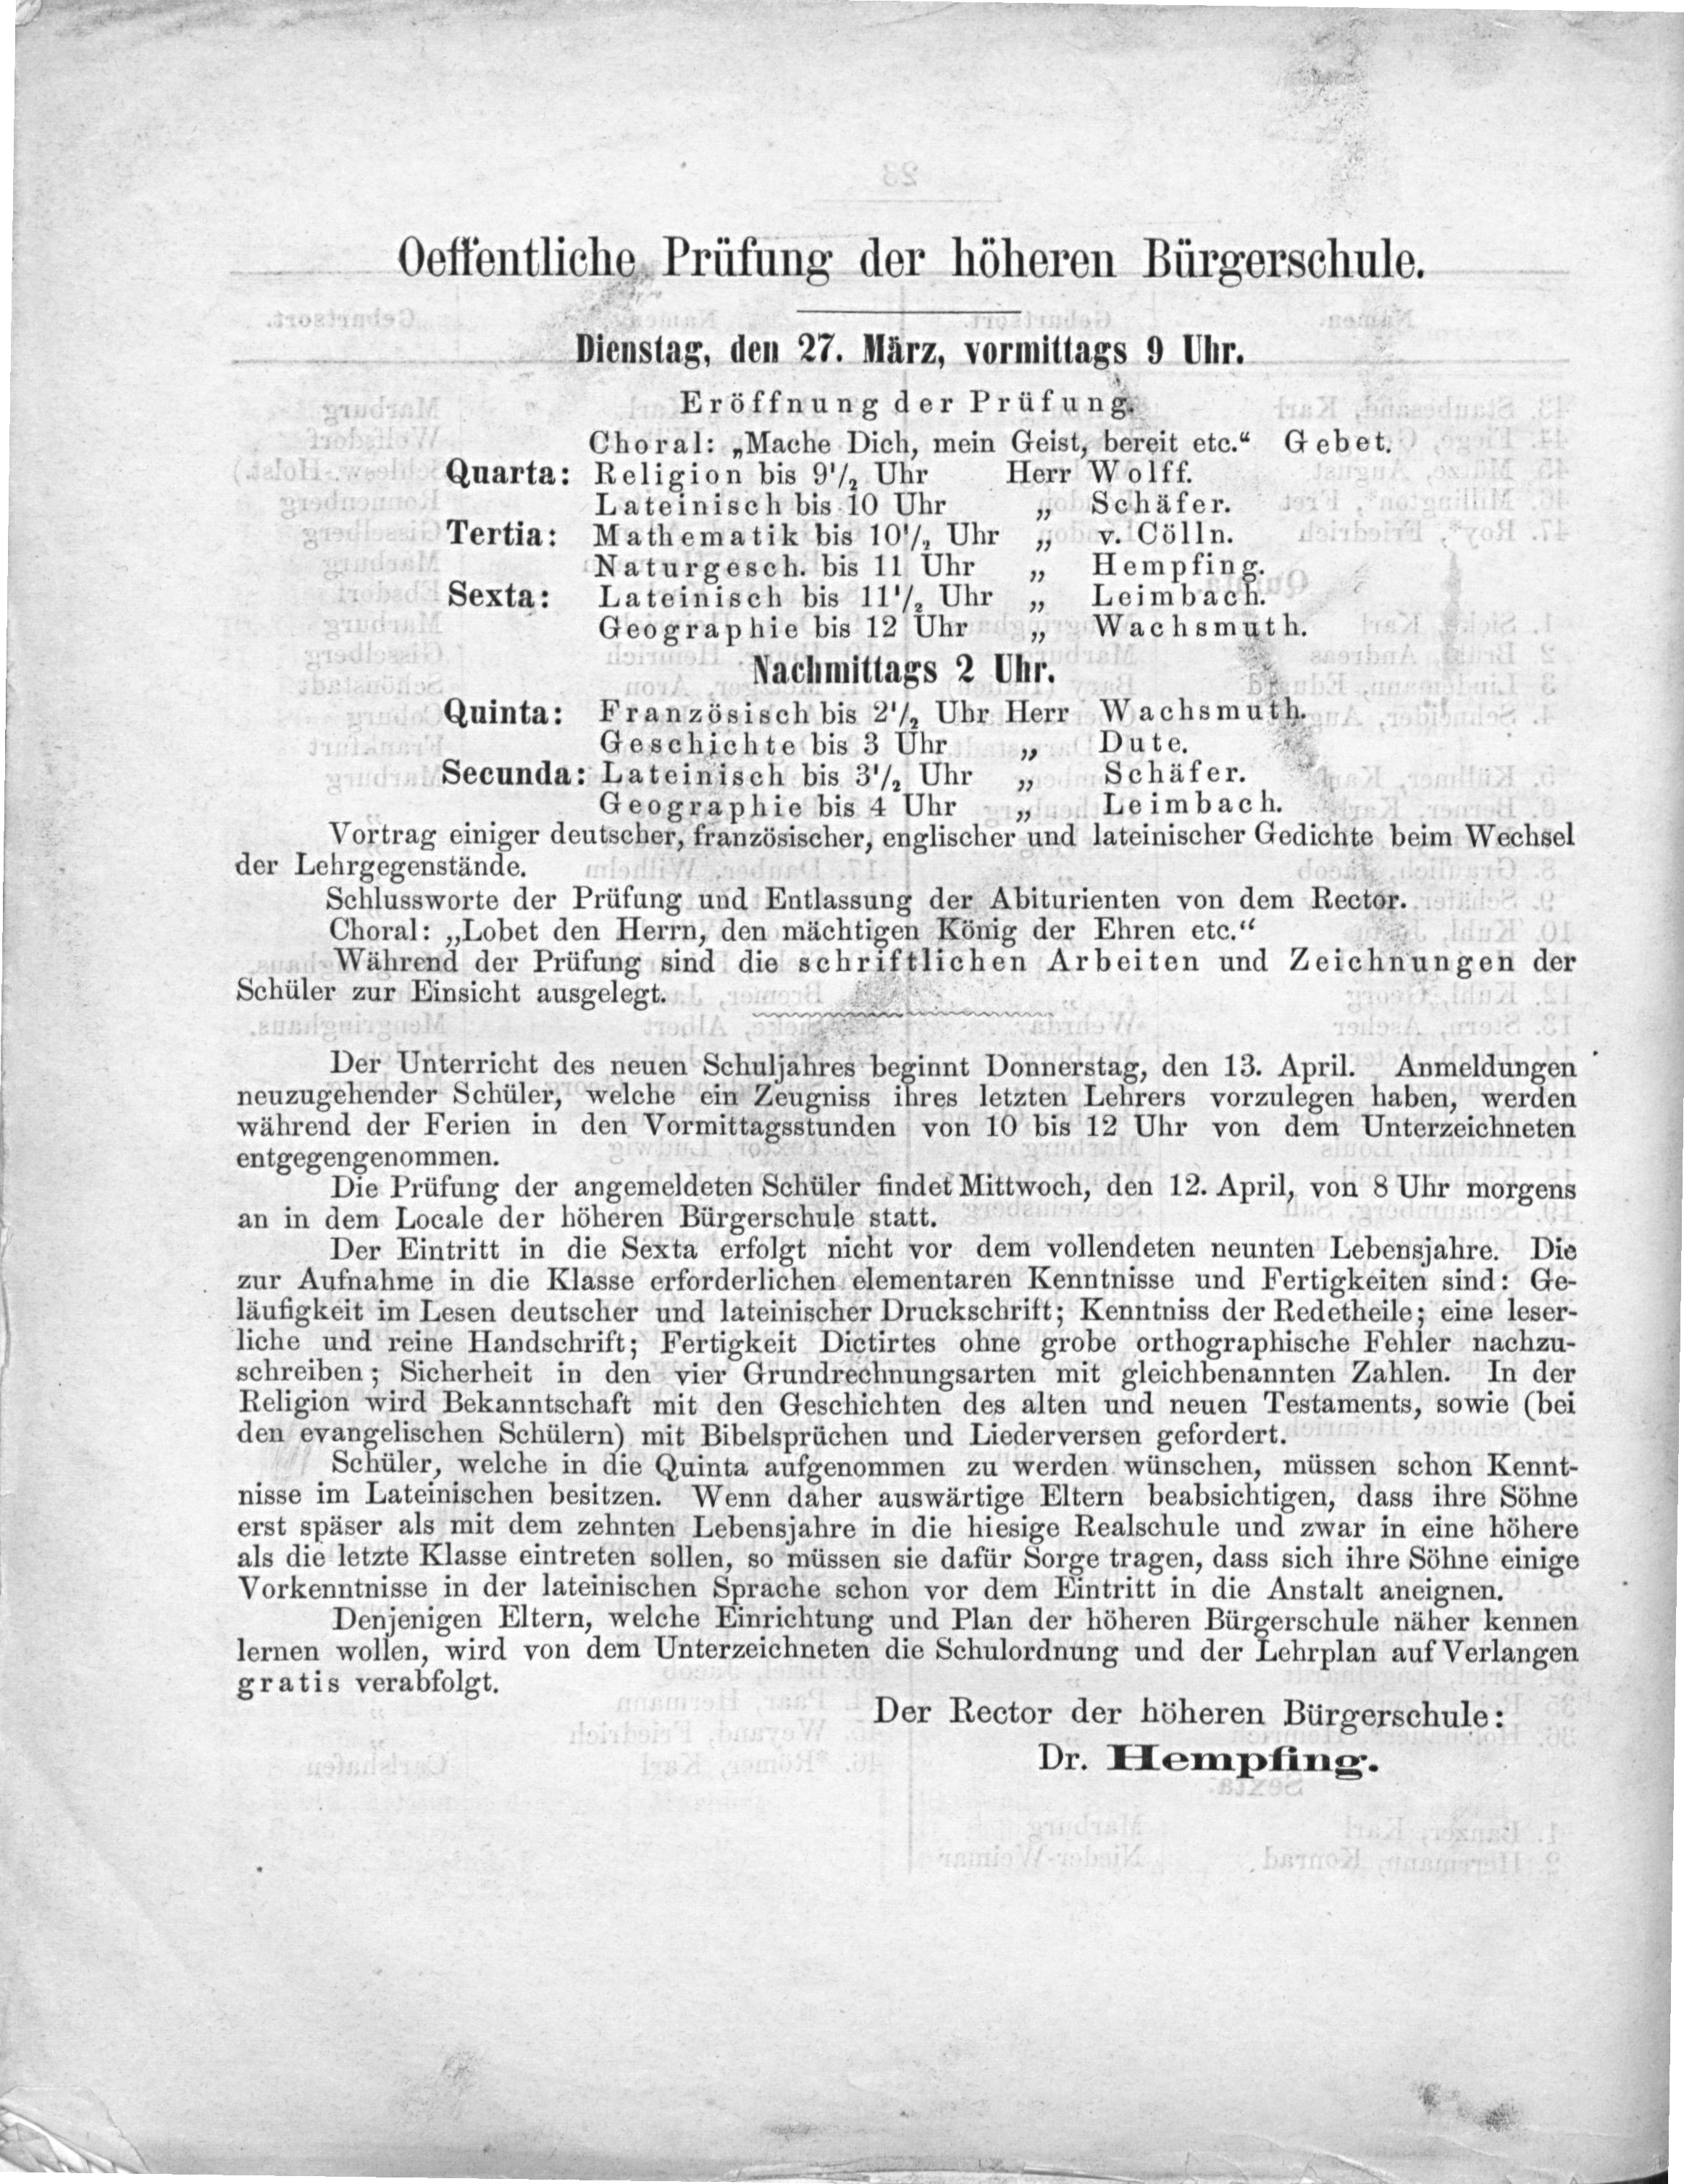 Oeffentliche Prüfung der höheren Bürgerschule.
Dienstag, den 27. März, vormittags 9 Uhr.
Eröffnung der Prüfung.
Choral: „Mache Dich, mein Geist, bereit etc.“ Gebet.
Quarta: Religion bis 9 1/2 Uhr Herr Wolff.
Lateinisch bis 10 Uhr „ Schäfer.
Tertia: Mathematik bis 10 1/2 Uhr „ v. Cölln.
Naturgesch. bis 11 Uhr „ Hempfing.
Sexta: Lateinisch bis 11 1/2 Uhr „ Leimbach.
Geographie bis 12 Uhr „ Wachsmuth.
Nachmittags 2 Uhr.
Quinta: Französisch bis 2 1/2 Uhr Herr Wachsmuth.
Geschichte bis 3 Uhr „ Dute.
Secunda: Lateinisch bis 3 1/2 Uhr „ Schäfer.
Geographie bis 4 Uhr „ Leimbach.
Vortrag einiger deutscher, französischer, englischer und lateinischer Gedichte beim Wechsel
der Lehrgegenstände.
Schlussworte der Prüfung und Entlassung der Abiturienten von dem Rector.
Choral: „Lobet den Herrn, den mächtigen König der Ehren etc.“
Während der Prüfung sind die schriftlichen Arbeiten und Zeichnungen der
Schüler zur Einsicht ausgelegt.
Der Unterricht des neuen Schuljahres beginnt Donnerstag, den 13. April. Anmeldungen
neuzugehender Schüler, welche ein Zeugniss ihres letzten Lehrers vorzulegen haben, werden
während der Ferien in den Vormittagsstunden von 10 bis 12 Uhr von dem Unterzeichneten
entgegengenommen.
Die Prüfung der angemeldeten Schüler findet Mittwoch, den 12. April, von 8 Uhr morgens
an in dem Locale der höheren Bürgerschule statt.
Der Eintritt in die Sexta erfolgt nicht vor dem vollendeten neunten Lebensjahre. Die
zur Aufnahme in die Klasse erforderlichen elementaren Kenntnisse und Fertigkeiten sind: Ge-
läufigkeit im Lesen deutscher und lateinischer Druckschrift; Kenntniss der Redetheile; eine leser-
liche und reine Handschrift; Fertigkeit Dictirtes ohne grobe orthographische Fehler nachzu-
schreiben; Sicherheit in den vier Grundrechnungsarten mit gleichbenannten Zahlen. In der
Religion wird Bekanntschaft mit den Geschichten des alten und neuen Testaments, sowie (bei
den evangelischen Schülern) mit Bibelsprüchen und Liederversen gefordert.
Schüler, welche in die Quinta aufgenommen zu werden wünschen, müssen schon Kennt-
nisse im Lateinischen besitzen. Wenn daher auswärtige Eltern beabsichtigen, dass ihre Söhne
erst späser als mit dem zehnten Lebensjahre in die hiesige Realschule und zwar in eine höhere
als die letzte Klasse eintreten sollen, so müssen sie dafür Sorge tragen, dass sich ihre Söhne einige
Vorkenntnisse in der lateinischen Sprache schon vor dem Eintritt in die Anstalt aneignen.
Denjenigen Eltern, welche Einrichtung und Plan der höheren Bürgerschule näher kennen
lernen wollen, wird von dem Unterzeichneten die Schulordnung und der Lehrplan auf Verlangen
gratis verabfolgt.
Der Rector der höheren Bürgerschule:
Dr. Hempfing.